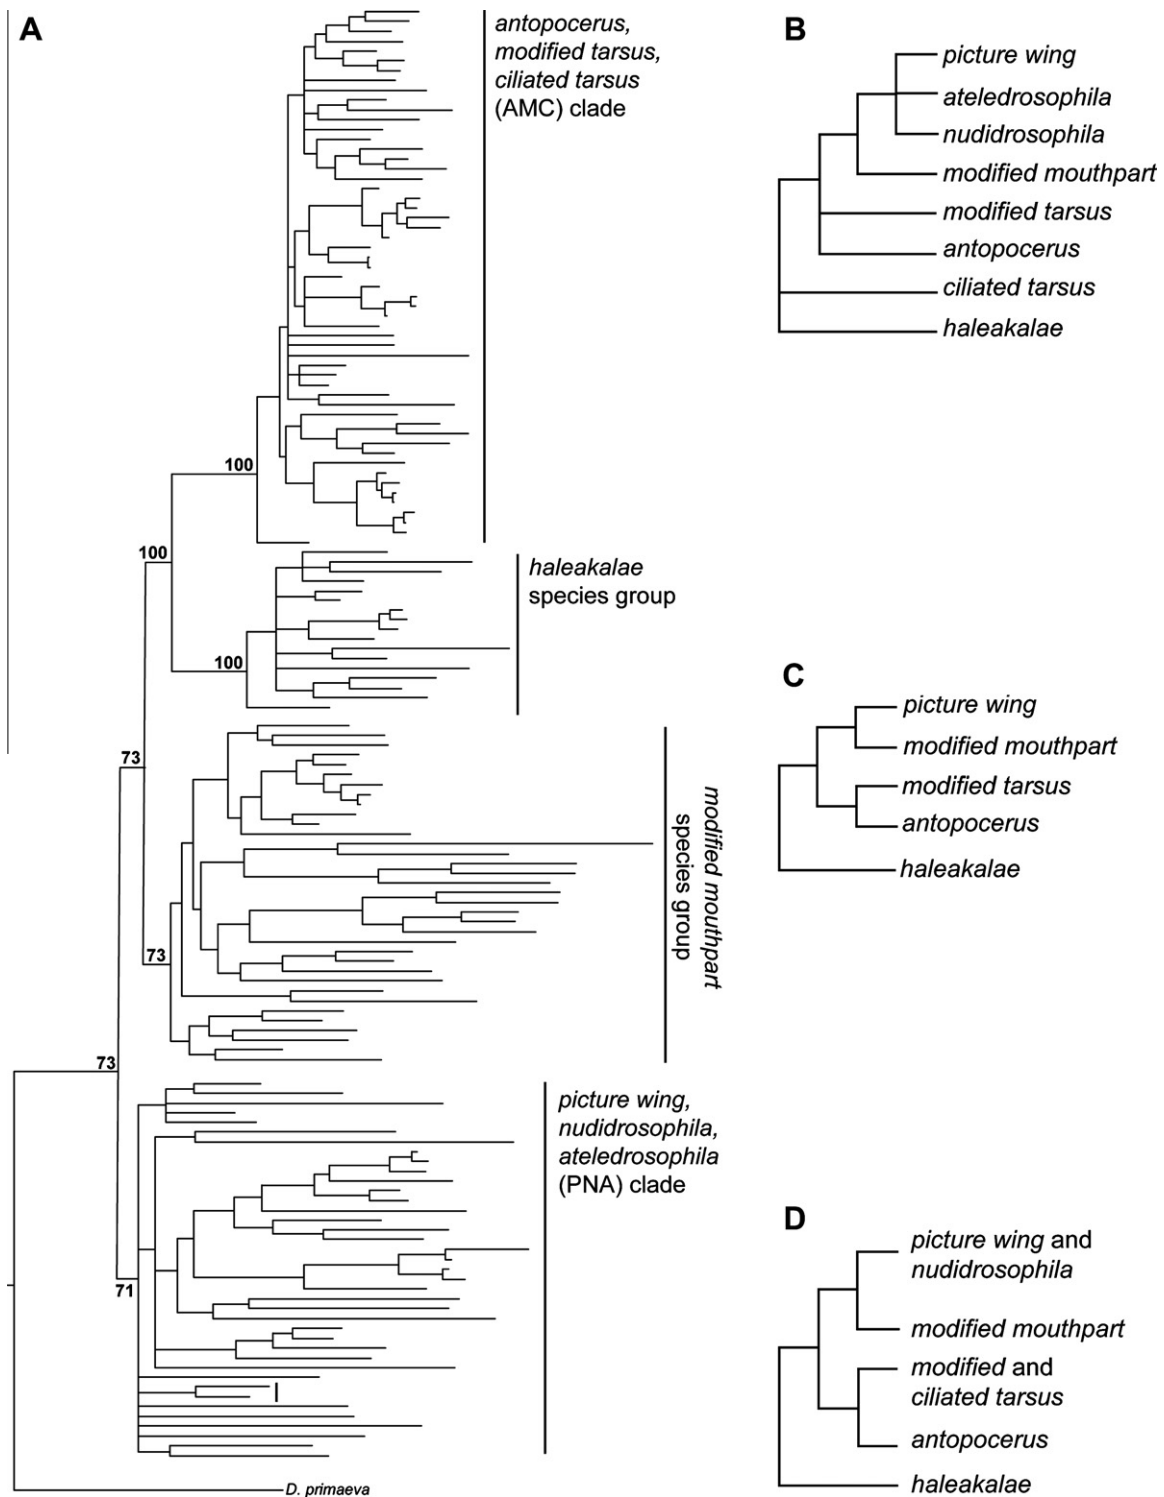 A
antopocerus,
modified tarsus,
ciliated tarsus
(AMC) clade
100
100
haleakalae
species group
100
73
modified mouthpart
species group
73
73
picture wing,
nudidrosophila,
ateledrosophila
(PNA) clade
71
D. primaeva
B
picture wing
ateledrosophila
nudidrosophila
modified mouthpart
modified tarsus
antopocerus
ciliated tarsus
haleakalae
C
picture wing
modified mouthpart
modified tarsus
antopocerus
haleakalae
D
picture wing and
nudidrosophila
modified mouthpart
modified and
ciliated tarsus
antopocerus
haleakalae